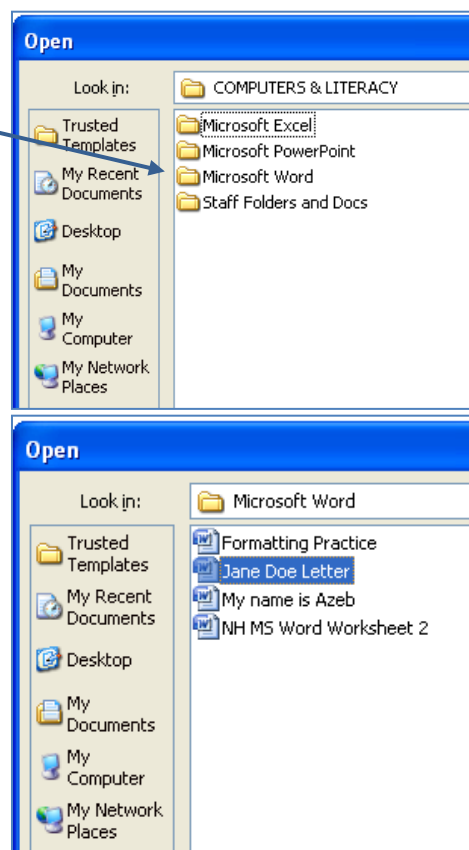 Open
Look in: COMPUTERS & LITERACY
Trusted
Templates
My Recent
Documents
Desktop
My
Documents
My
Computer
My Network
Places
Microsoft Excel
Microsoft PowerPoint
Microsoft Word
Staff Folders and Docs
Open
Look in: Microsoft Word
Trusted
Templates
My Recent
Documents
Desktop
My
Documents
My
Computer
My Network
Places
Formatting Practice
Jane Doe Letter
My name is Azeb
NH MS Word Worksheet 2